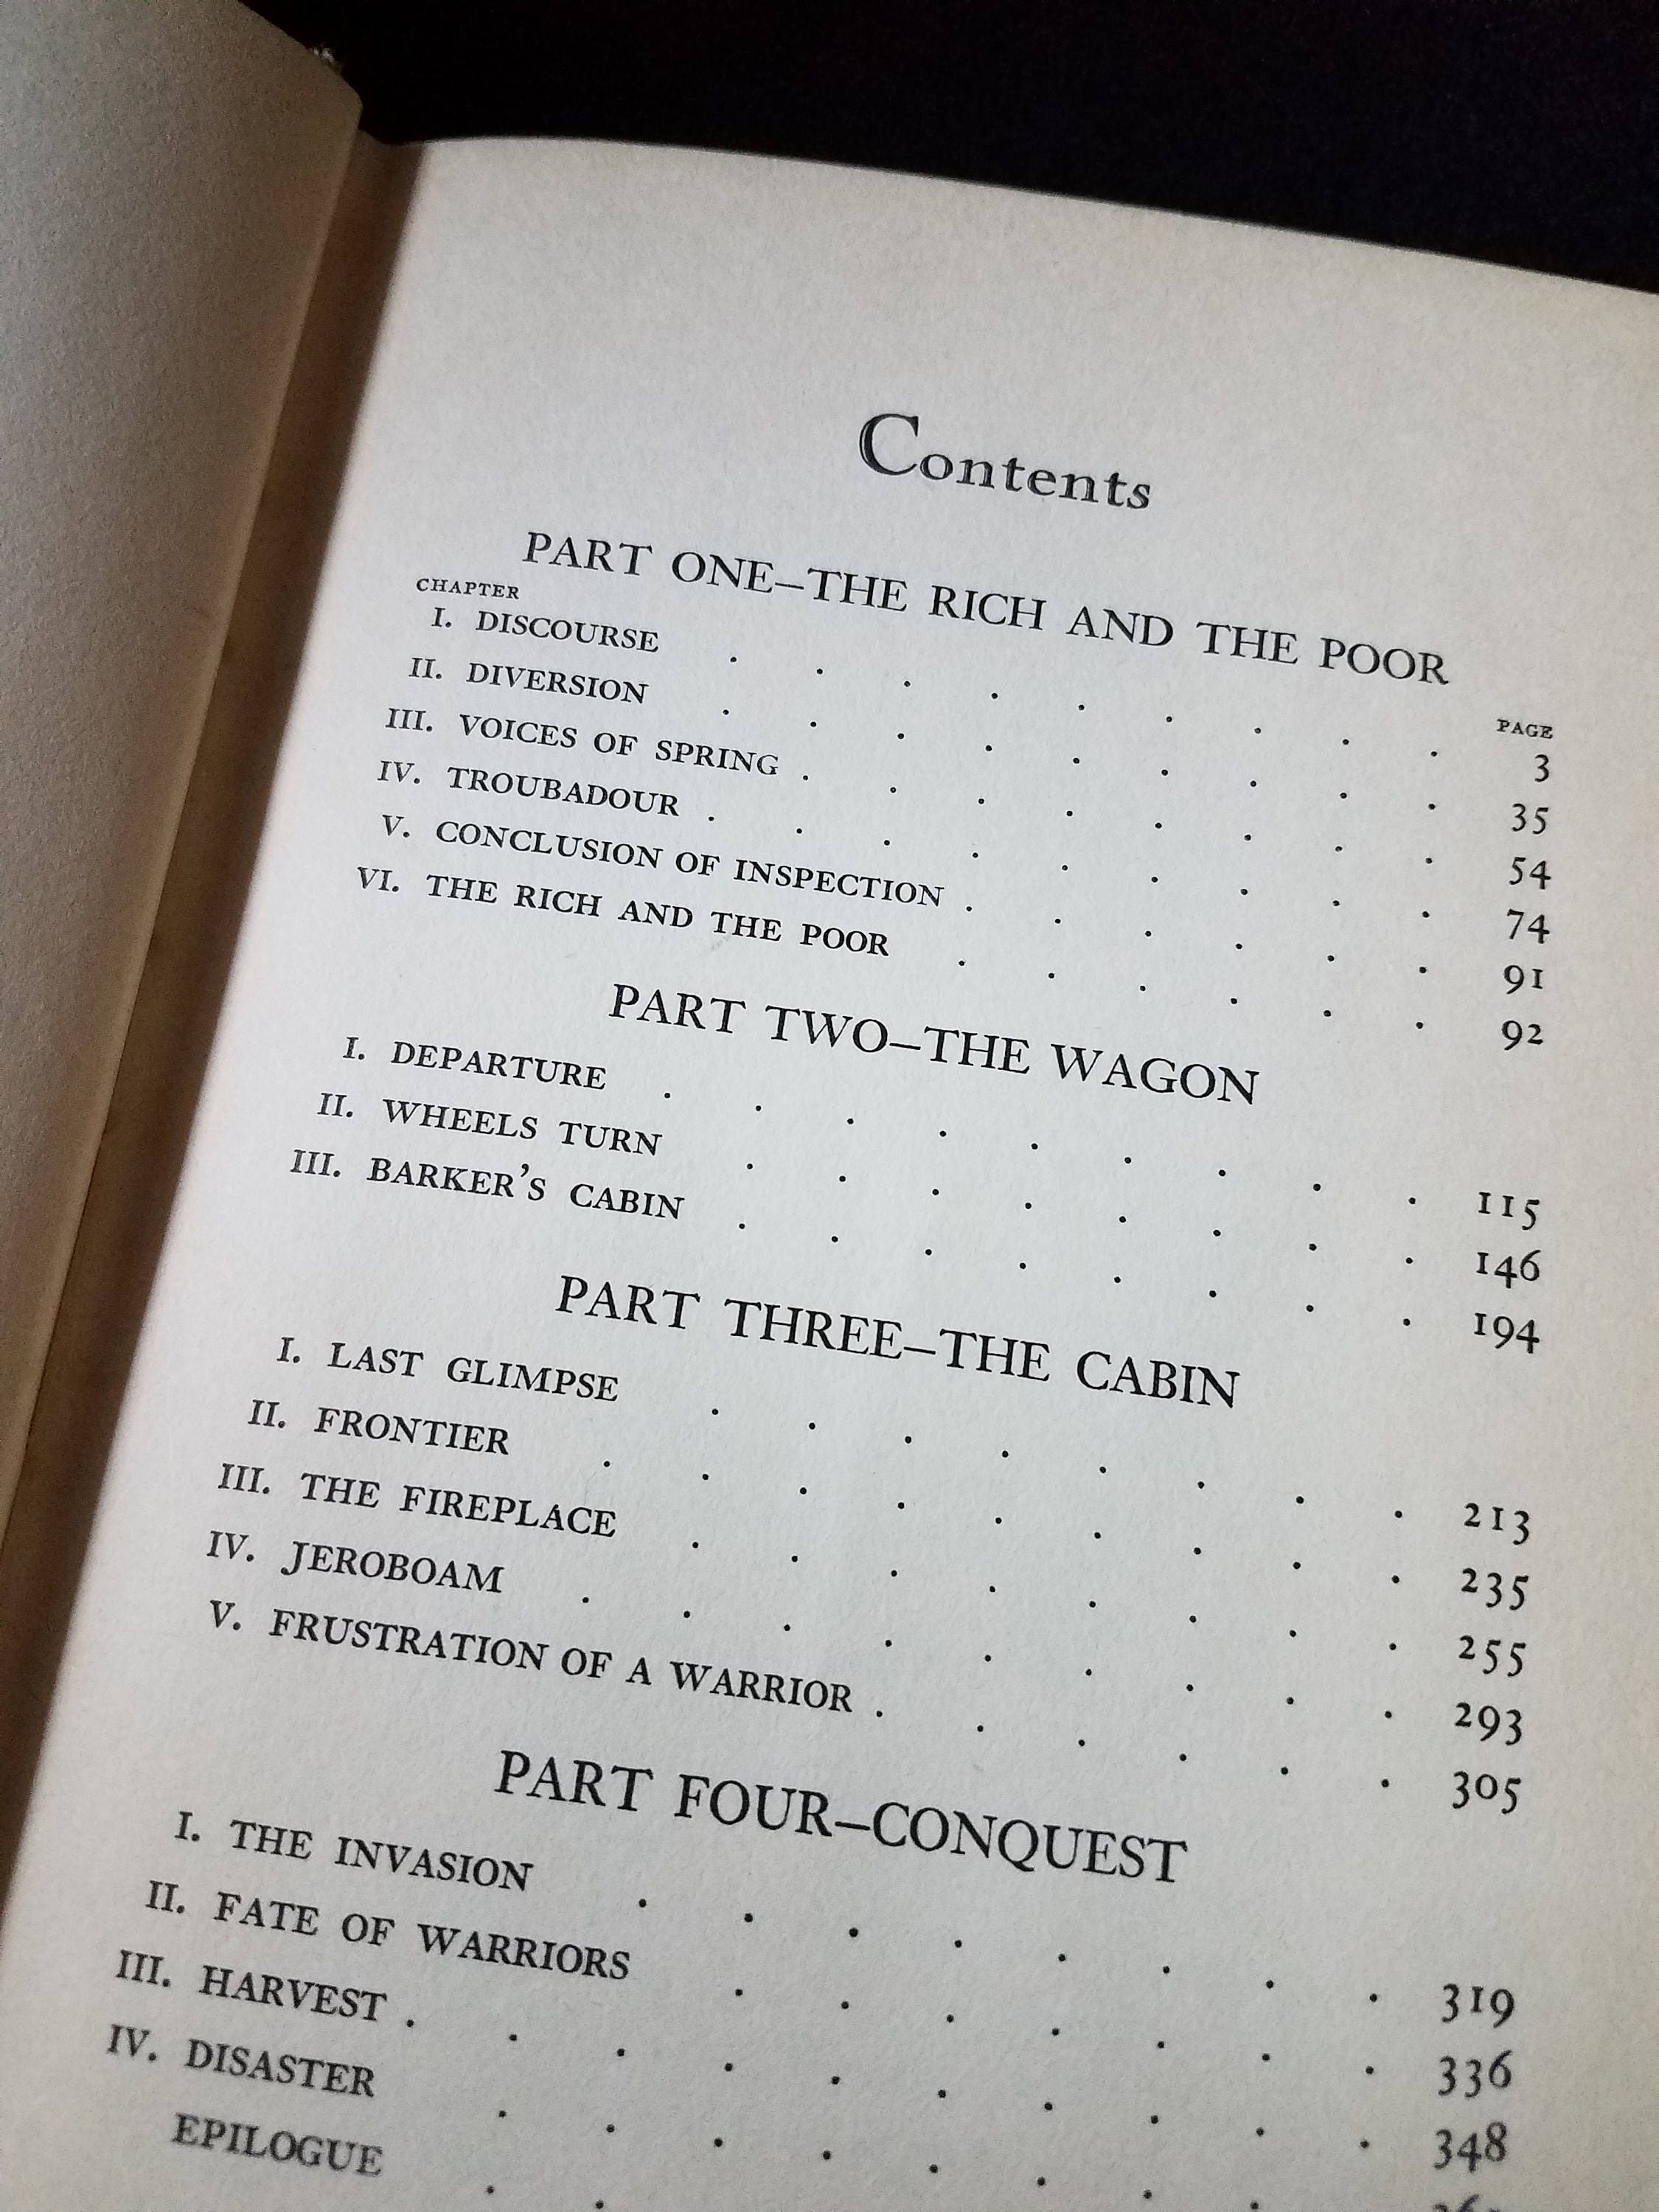 Contents
PART ONE–THE RICH AND THE POOR
CHAPTER PAGE
I. DISCOURSE . . . . . . . . . 3
II. DIVERSION . . . . . . . . . 35
III. VOICES OF SPRING . . . . . . . . 54
IV. TROUBADOUR . . . . . . . . . 74
V. CONCLUSION OF INSPECTION . . . . . . 91
VI. THE RICH AND THE POOR . . . . . . 92
PART TWO–THE WAGON
I. DEPARTURE . . . . . . . . . 115
II. WHEELS TURN . . . . . . . . 146
III. BARKER'S CABIN . . . . . . . . 194
PART THREE–THE CABIN
I. LAST GLIMPSE . . . . . . . . 213
II. FRONTIER . . . . . . . . . 235
III. THE FIREPLACE . . . . . . . . 255
IV. JEROBOAM . . . . . . . . . 293
V. FRUSTRATION OF A WARRIOR . . . . . . 305
PART FOUR–CONQUEST
I. THE INVASION . . . . . . . . 319
II. FATE OF WARRIORS . . . . . . . 336
III. HARVEST . . . . . . . . . . 348
IV. DISASTER
EPILOGUE